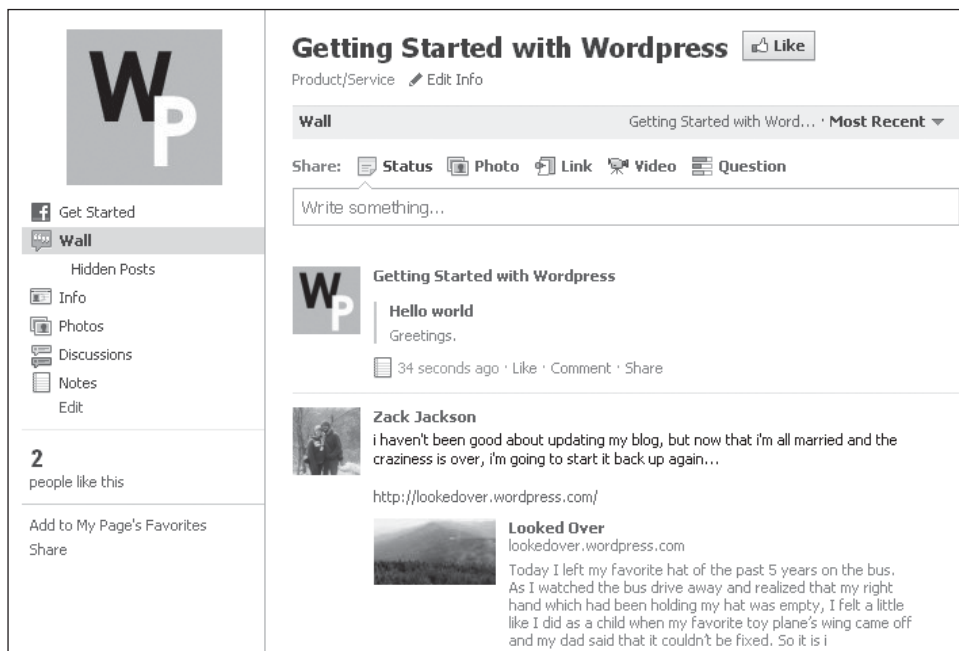 WP
Get Started
Wall
Hidden Posts
Info
Photos
Discussions
Notes
Edit
2
people like this
Add to My Page's Favorites
Share
Getting Started with Wordpress Like
Product/Service Edit Info
Wall Getting Started with Word... · Most Recent
Share: Status Photo Link Video Question
Write something...
WP
Getting Started with Wordpress
Hello world
Greetings.
34 seconds ago · Like · Comment · Share
Zack Jackson
i haven't been good about updating my blog, but now that i'm all married and the
craziness is over, i'm going to start it back up again...
http://lookedover.wordpress.com/
Looked Over
lookedover.wordpress.com
Today I left my favorite hat of the past 5 years on the bus.
As I watched the bus drive away and realized that my right
hand which had been holding my hat was empty, I felt a little
like I did as a child when my favorite toy plane's wing came off
and my dad said that it couldn't be fixed. So it is i